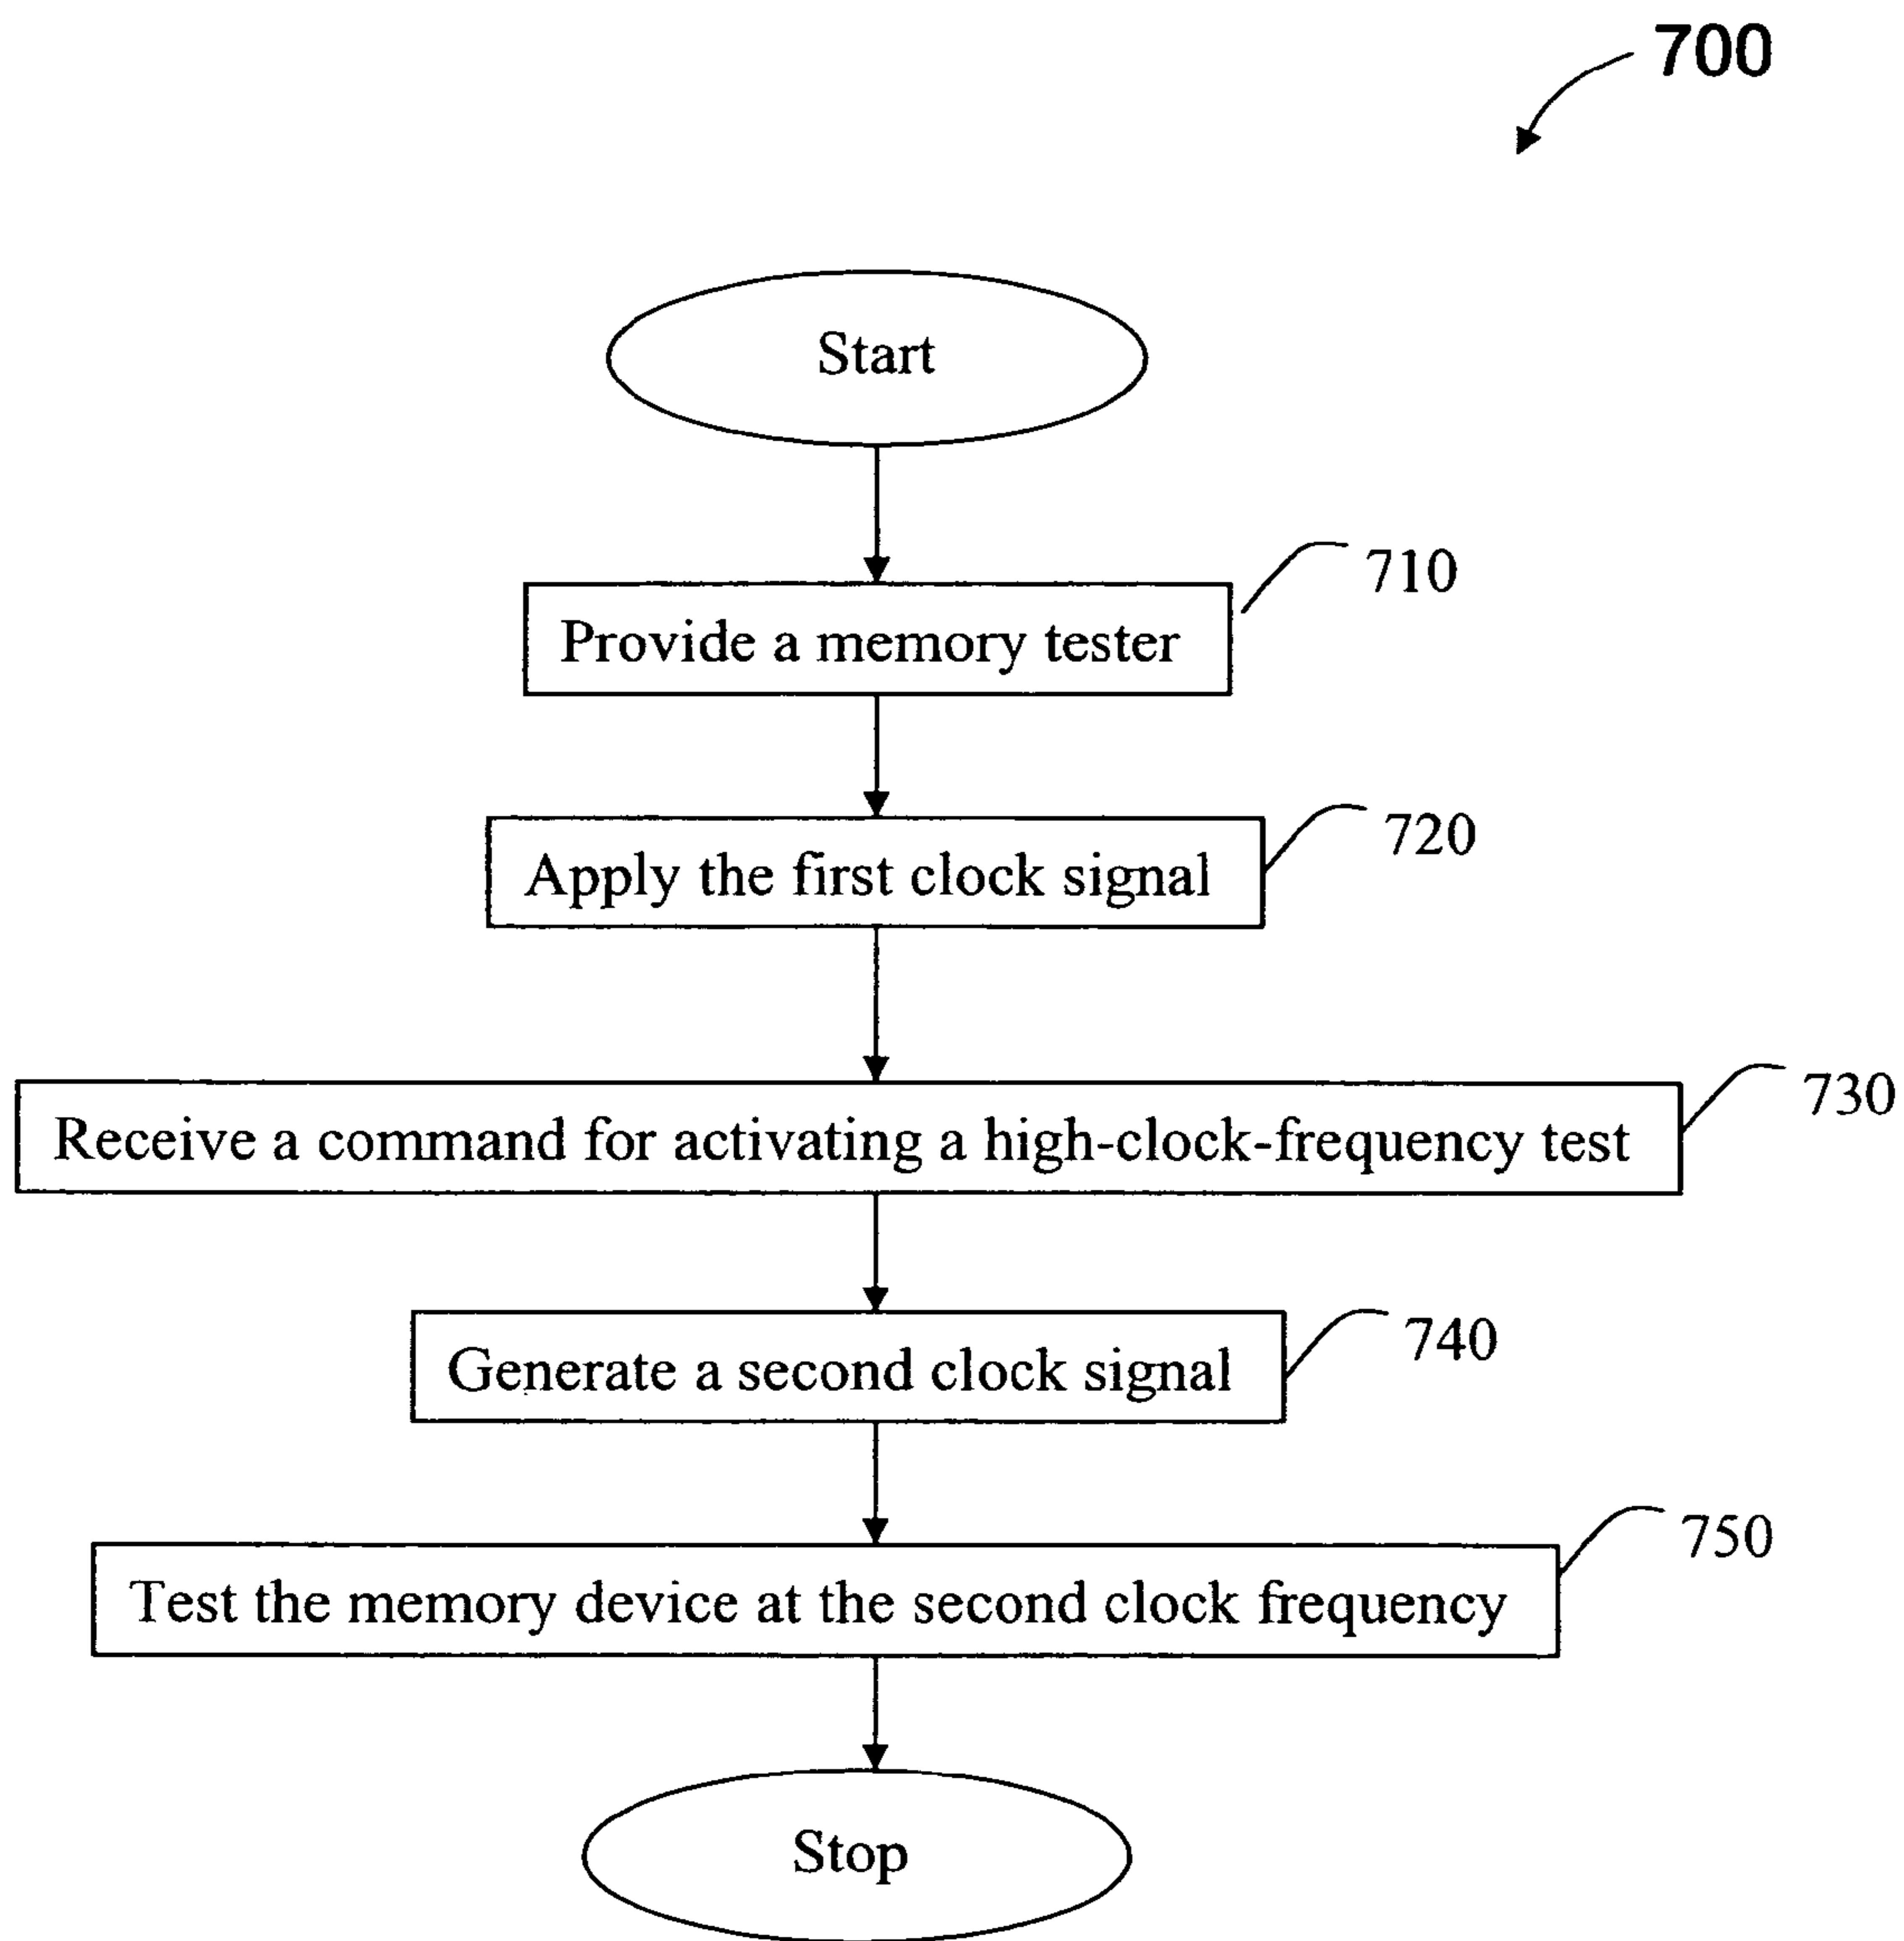 700
Start
710
Provide a memory tester
720
Apply the first clock signal
730
Receive a command for activating a high-clock-frequency test
740
Generate a second clock signal
750
Test the memory device at the second clock frequency
Stop